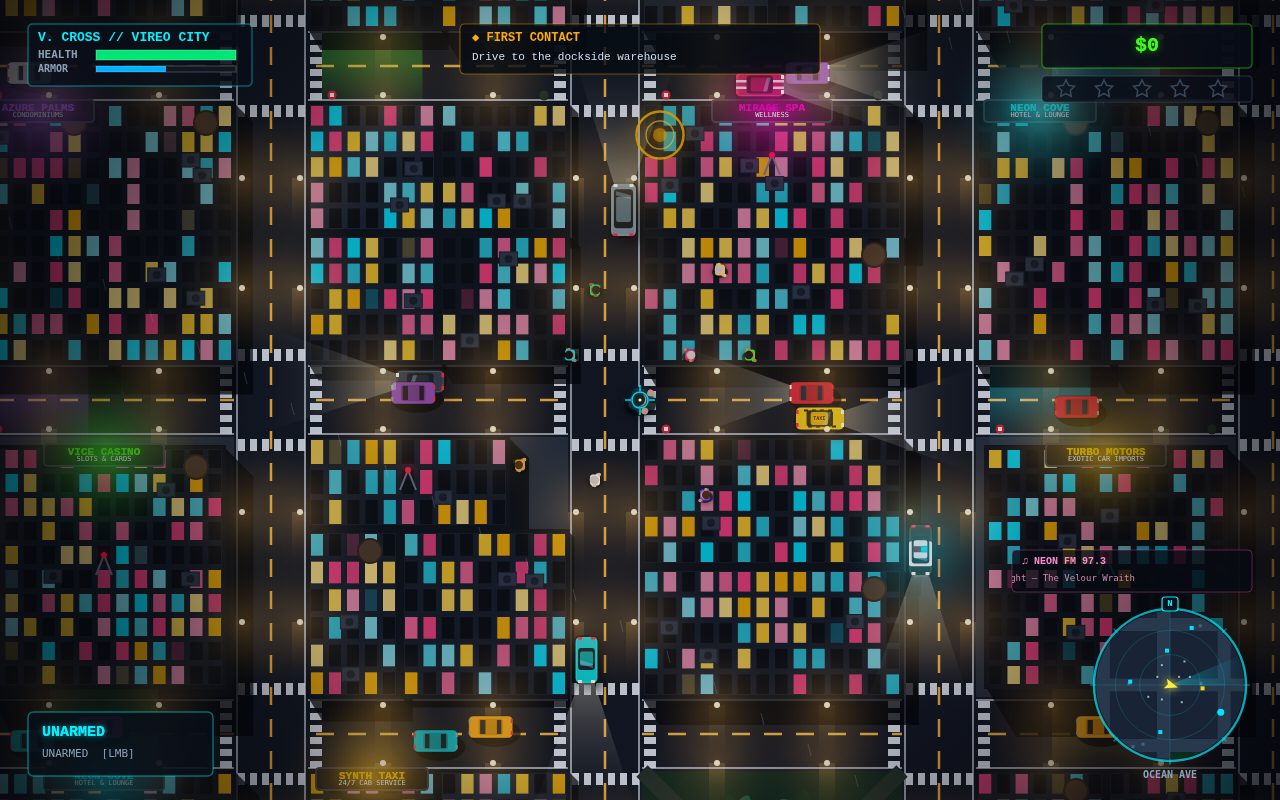 V. CROSS // VIREO CITY
HEALTH
ARMOR
◆ FIRST CONTACT
Drive to the dockside warehouse
$0
AZURE PALMS
CONDOMINIUMS
MIRAGE SPA
WELLNESS
NEON COVE
HOTEL & LOUNGE
TAXI
VICE CASINO
SLOTS & CARDS
TURBO MOTORS
EXOTIC CAR IMPORTS
♫ NEON FM 97.3
ght — The Velour Wraith
N
UNARMED
UNARMED [LMB]
NEON COVE
HOTEL & LOUNGE
SYNTH TAXI
24/7 CAB SERVICE
OCEAN AVE